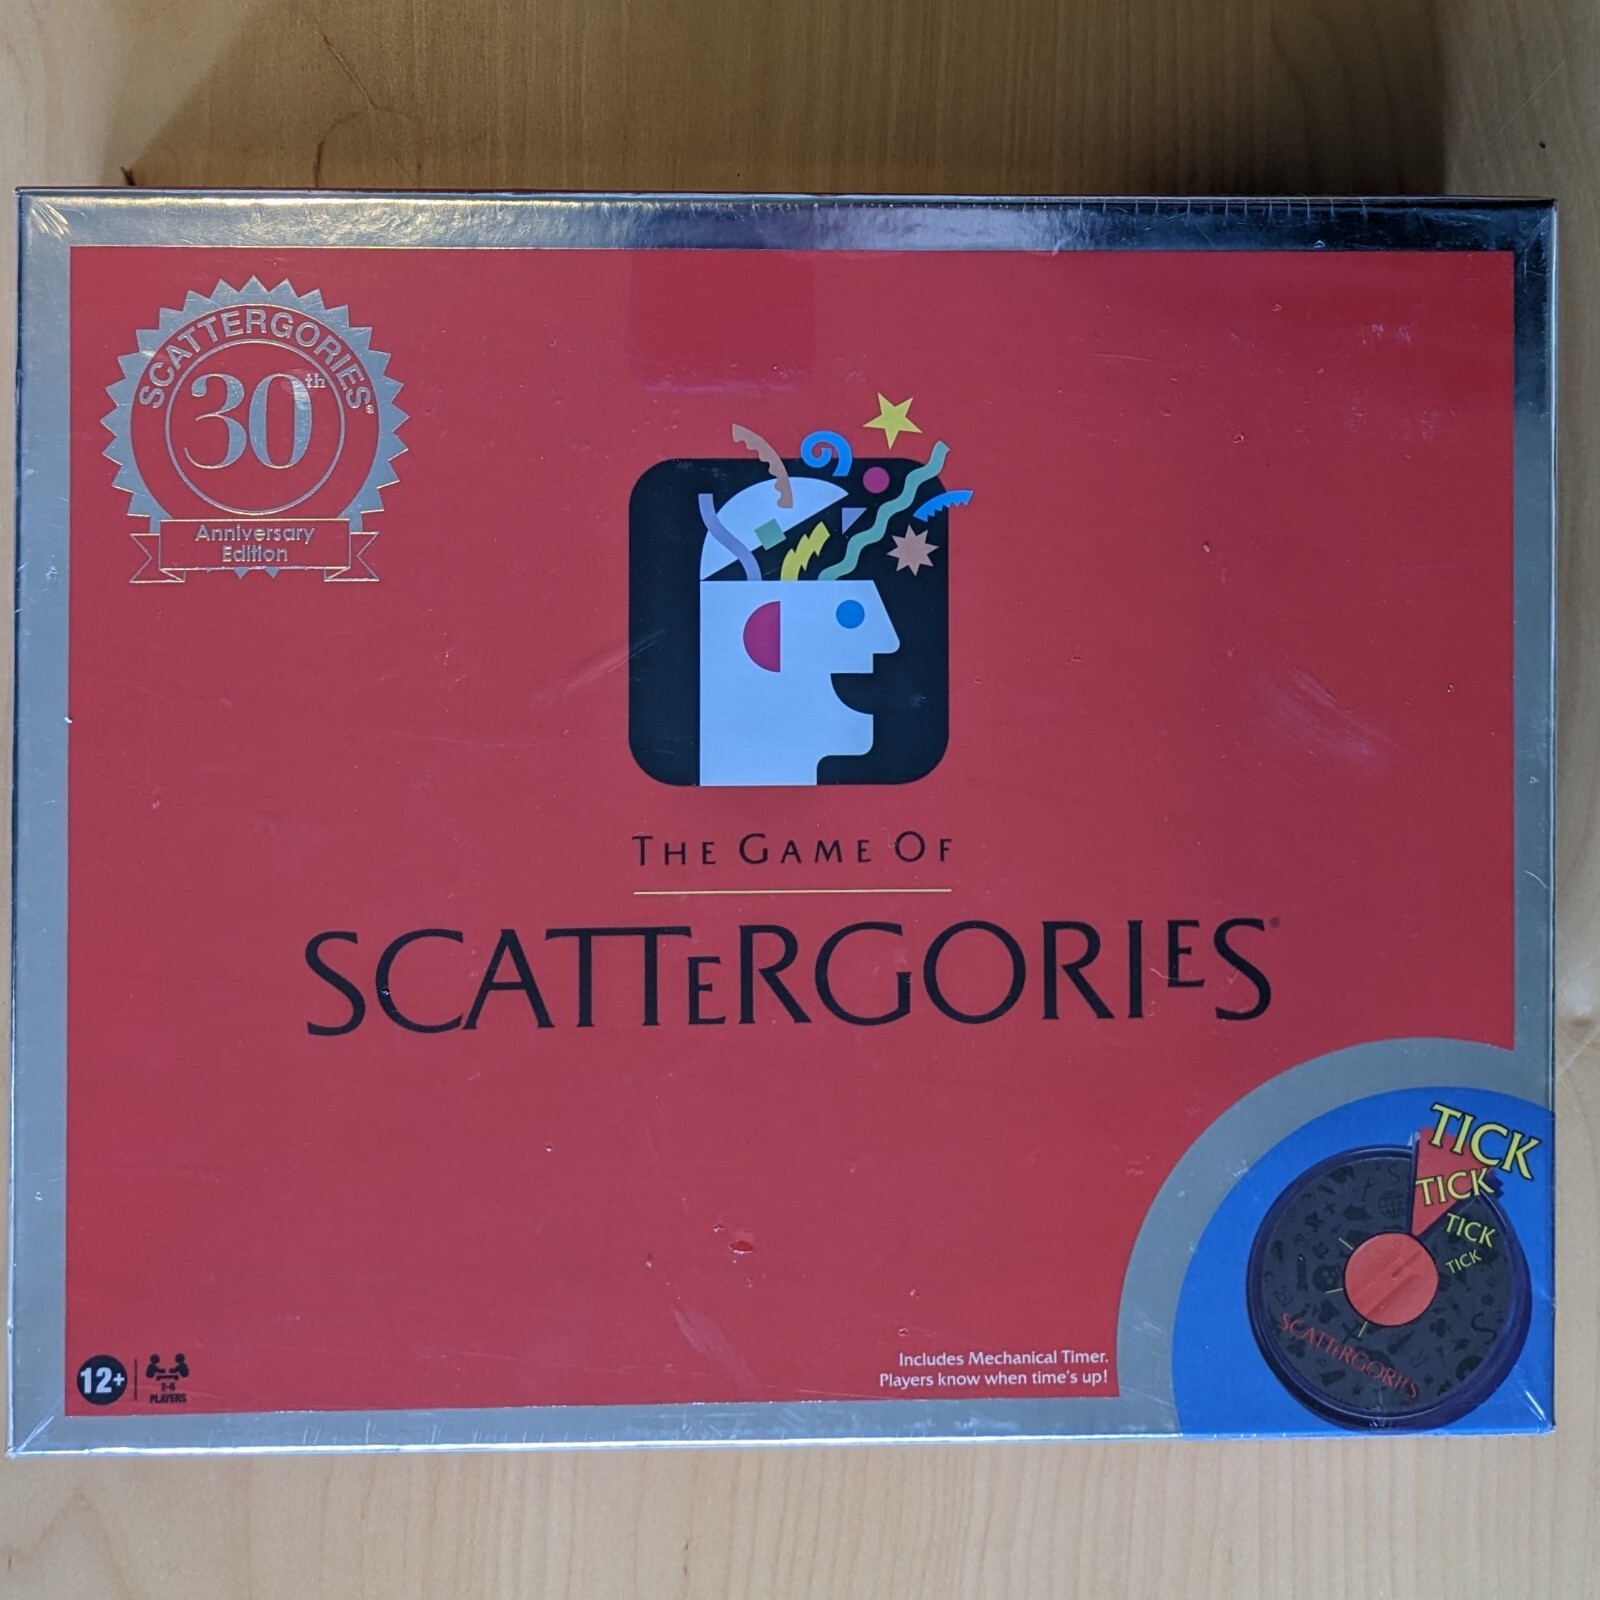 SCATTERGORIES®
30th
Anniversary
Edition
THE GAME OF
SCATTERGORIES®
TICK
TICK
TICK
TICK
SCATTERGORIES
Includes Mechanical Timer.
Players know when time's up!
12+
2-6
PLAYERS